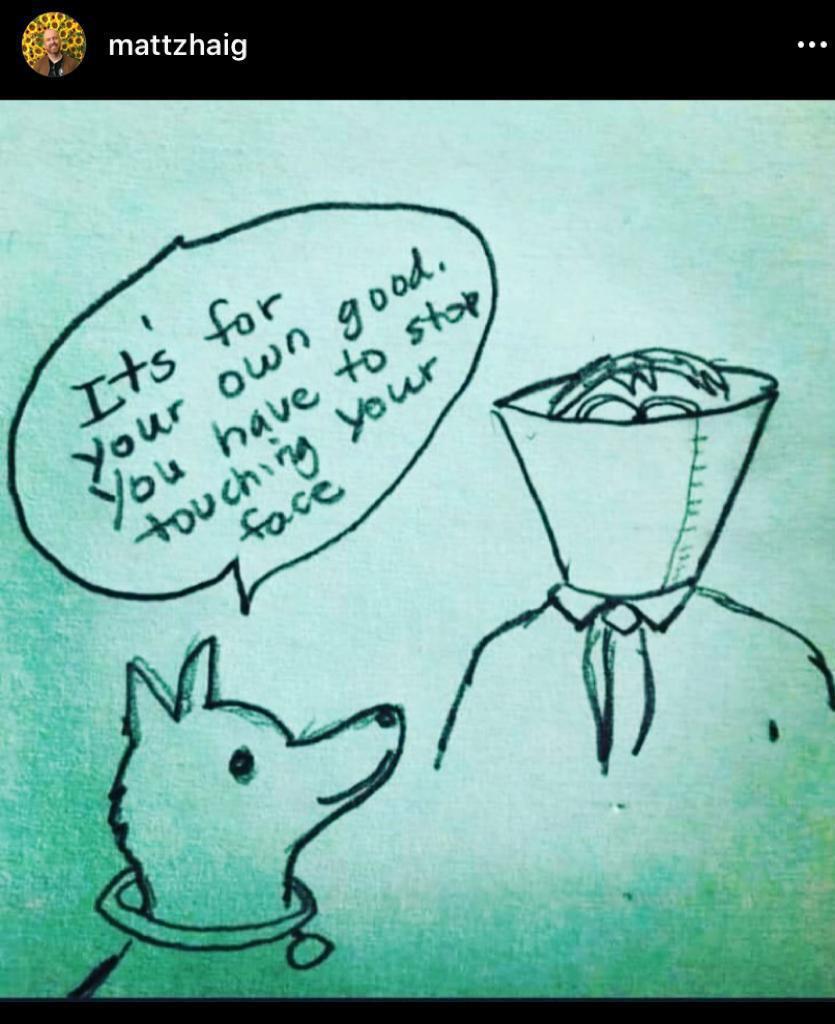 mattzhaig
It's for
your own good.
you have to stop
touching your
face